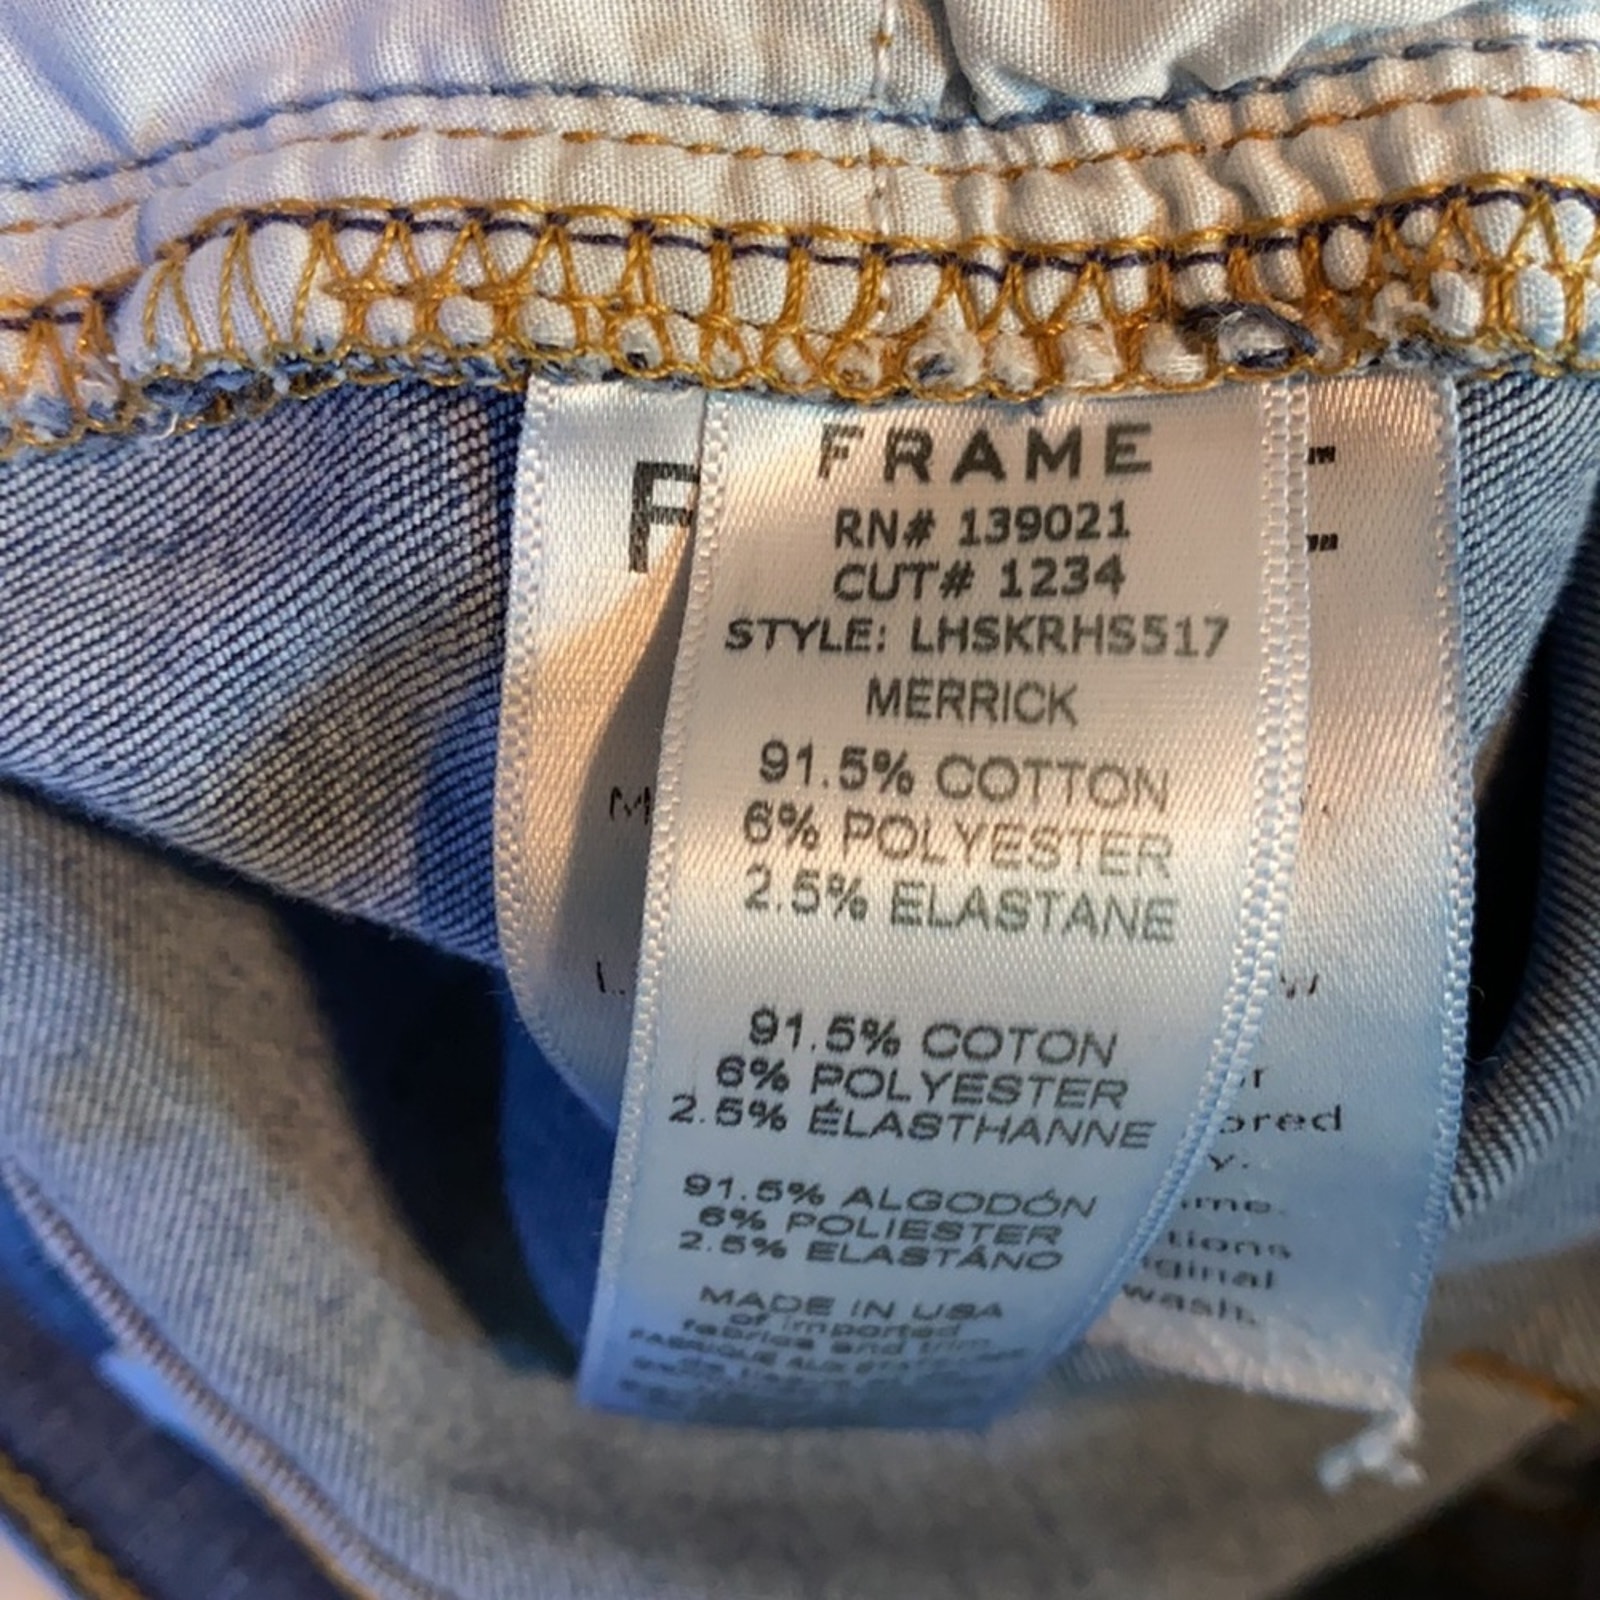 FRAME
RN# 139021
CUT# 1234
STYLE: LHSKRHS517
MERRICK
91.5% COTTON
6% POLYESTER
2.5% ELASTANE
91.5% COTON
6% POLYESTER
2.5% ÉLASTHANNE
91.5% ALGODÓN
6% POLIESTER
2.5% ELASTÁNO
MADE IN USA
of imported
fabrics and trim
F
tions
wash.